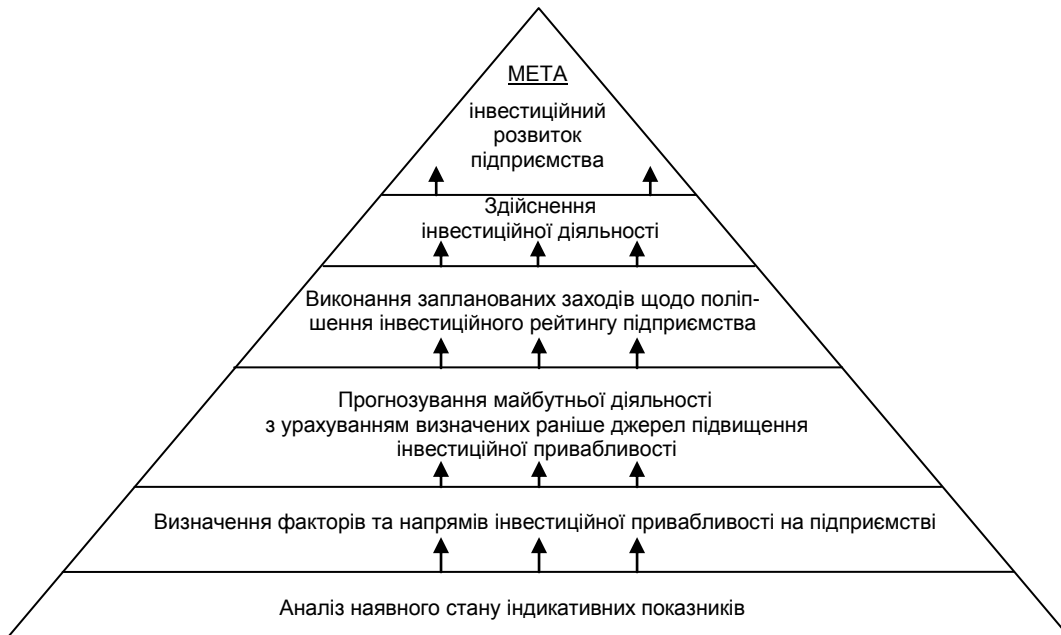 МЕТА
інвестиційний
розвиток
підприємства
Здійснення
інвестиційної діяльності
Виконання запланованих заходів щодо поліп-
шення інвестиційного рейтингу підприємства
Прогнозування майбутньої діяльності
з урахуванням визначених раніше джерел підвищення
інвестиційної привабливості
Визначення факторів та напрямів інвестиційної привабливості на підприємстві
Аналіз наявного стану індикативних показників